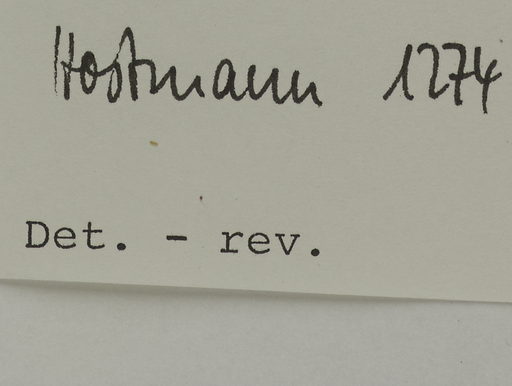 Hostmann 1274
Det. - rev.